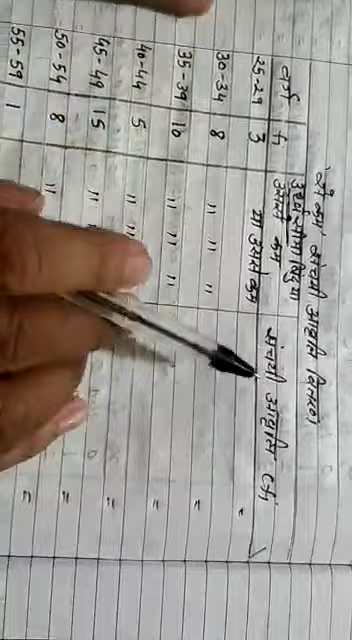 से कम संचयी आवृत्ति वितरण
वर्ग f उच्च सीमा बिन्दु या उससे कम संचयी आवृत्ति Cf
25-29 3 या उससे कम
30-34 8 " "
35-39 10 " " "
40-44 5 " "
45-49 15 "
50-54 8 "
55-59 1